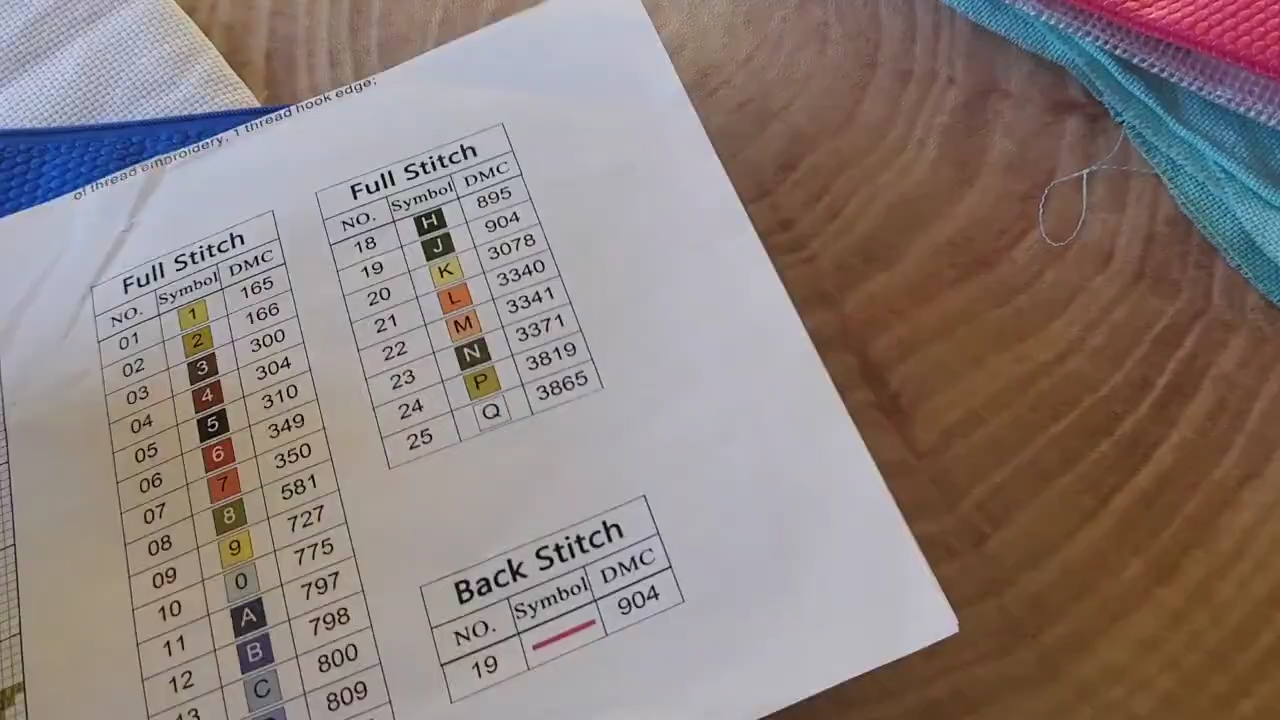 of thread embroidery, 1 thread hook edge;
Full Stitch
NO. Symbol DMC
01 1 165
02 2 166
03 3 300
04 4 304
05 5 310
06 6 349
07 7 350
08 8 581
09 9 727
10 0 775
11 A 797
12 B 798
13 C 800
809
Full Stitch
NO. Symbol DMC
18 H 895
19 J 904
20 K 3078
21 L 3340
22 M 3341
23 N 3371
24 P 3819
25 Q 3865
Back Stitch
NO. Symbol DMC
19 904